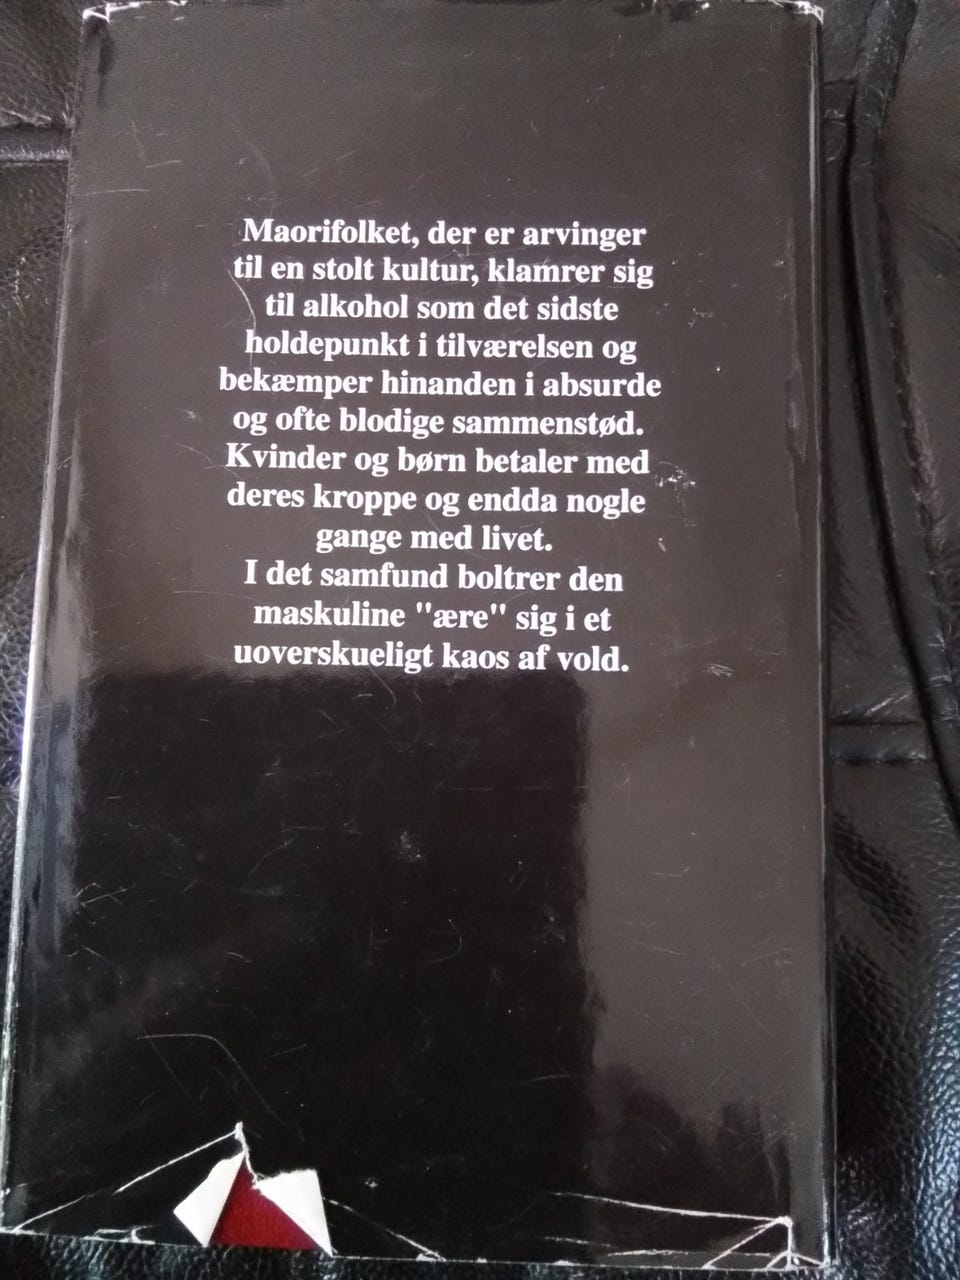 Maorifolket, der er arvinger
til en stolt kultur, klamrer sig
til alkohol som det sidste
holdepunkt i tilværelsen og
bekæmper hinanden i absurde
og ofte blodige sammenstød.
Kvinder og børn betaler med
deres kroppe og endda nogle
gange med livet.
I det samfund boltrer den
maskuline "ære" sig i et
uoverskueligt kaos af vold.